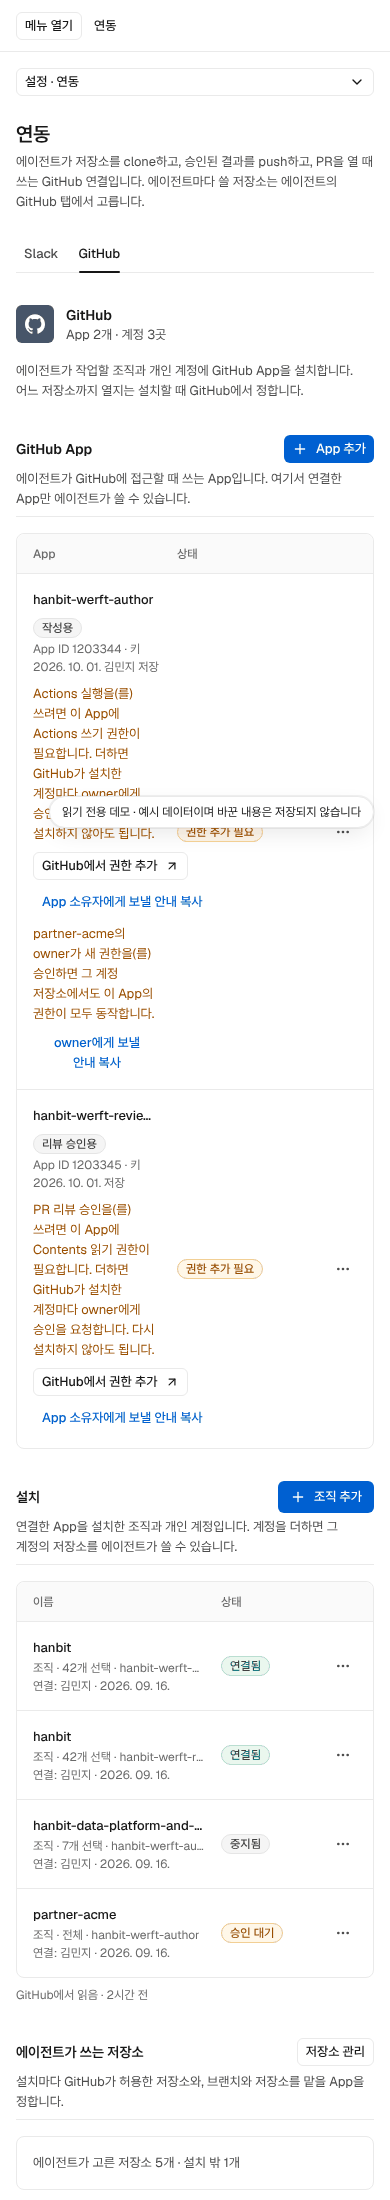 메뉴 열기 연동
설정 · 연동
연동
에이전트가 저장소를 clone하고, 승인된 결과를 push하고, PR을 열 때
쓰는 GitHub 연결입니다. 에이전트마다 쓸 저장소는 에이전트의
GitHub 탭에서 고릅니다.
Slack GitHub
GitHub
App 2개 · 계정 3곳
에이전트가 작업할 조직과 개인 계정에 GitHub App을 설치합니다.
어느 저장소까지 열지는 설치할 때 GitHub에서 정합니다.
GitHub App
App 추가
에이전트가 GitHub에 접근할 때 쓰는 App입니다. 여기서 연결한
App만 에이전트가 쓸 수 있습니다.
App 상태
hanbit-werft-author
작성용
App ID 1203344 · 키
2026. 10. 01. 김민지 저장
Actions 실행을(를)
쓰려면 이 App에
Actions 쓰기 권한이
필요합니다. 더하면
GitHub가 설치한
계정마다 owner에게
읽기 전용 데모 · 예시 데이터이며 바꾼 내용은 저장되지 않습니다
설치하지 않아도 됩니다.
권한 추가 필요
GitHub에서 권한 추가
App 소유자에게 보낼 안내 복사
partner-acme의
owner가 새 권한을(를)
승인하면 그 계정
저장소에서도 이 App의
권한이 모두 동작합니다.
owner에게 보낼
안내 복사
hanbit-werft-revie...
리뷰 승인용
App ID 1203345 · 키
2026. 10. 01. 저장
PR 리뷰 승인을(를)
쓰려면 이 App에
Contents 읽기 권한이
필요합니다. 더하면
GitHub가 설치한
계정마다 owner에게
승인을 요청합니다. 다시
설치하지 않아도 됩니다.
권한 추가 필요
GitHub에서 권한 추가
App 소유자에게 보낼 안내 복사
설치
조직 추가
연결한 App을 설치한 조직과 개인 계정입니다. 계정을 더하면 그
계정의 저장소를 에이전트가 쓸 수 있습니다.
이름 상태
hanbit
조직 · 42개 선택 · hanbit-werft-...
연결: 김민지 · 2026. 09. 16.
연결됨
hanbit
조직 · 42개 선택 · hanbit-werft-r...
연결: 김민지 · 2026. 09. 16.
연결됨
hanbit-data-platform-and-...
조직 · 7개 선택 · hanbit-werft-au...
연결: 김민지 · 2026. 09. 16.
중지됨
partner-acme
조직 · 전체 · hanbit-werft-author
연결: 김민지 · 2026. 09. 16.
승인 대기
GitHub에서 읽음 · 2시간 전
에이전트가 쓰는 저장소
저장소 관리
설치마다 GitHub가 허용한 저장소와, 브랜치와 저장소를 맡을 App을
정합니다.
에이전트가 고른 저장소 5개 · 설치 밖 1개